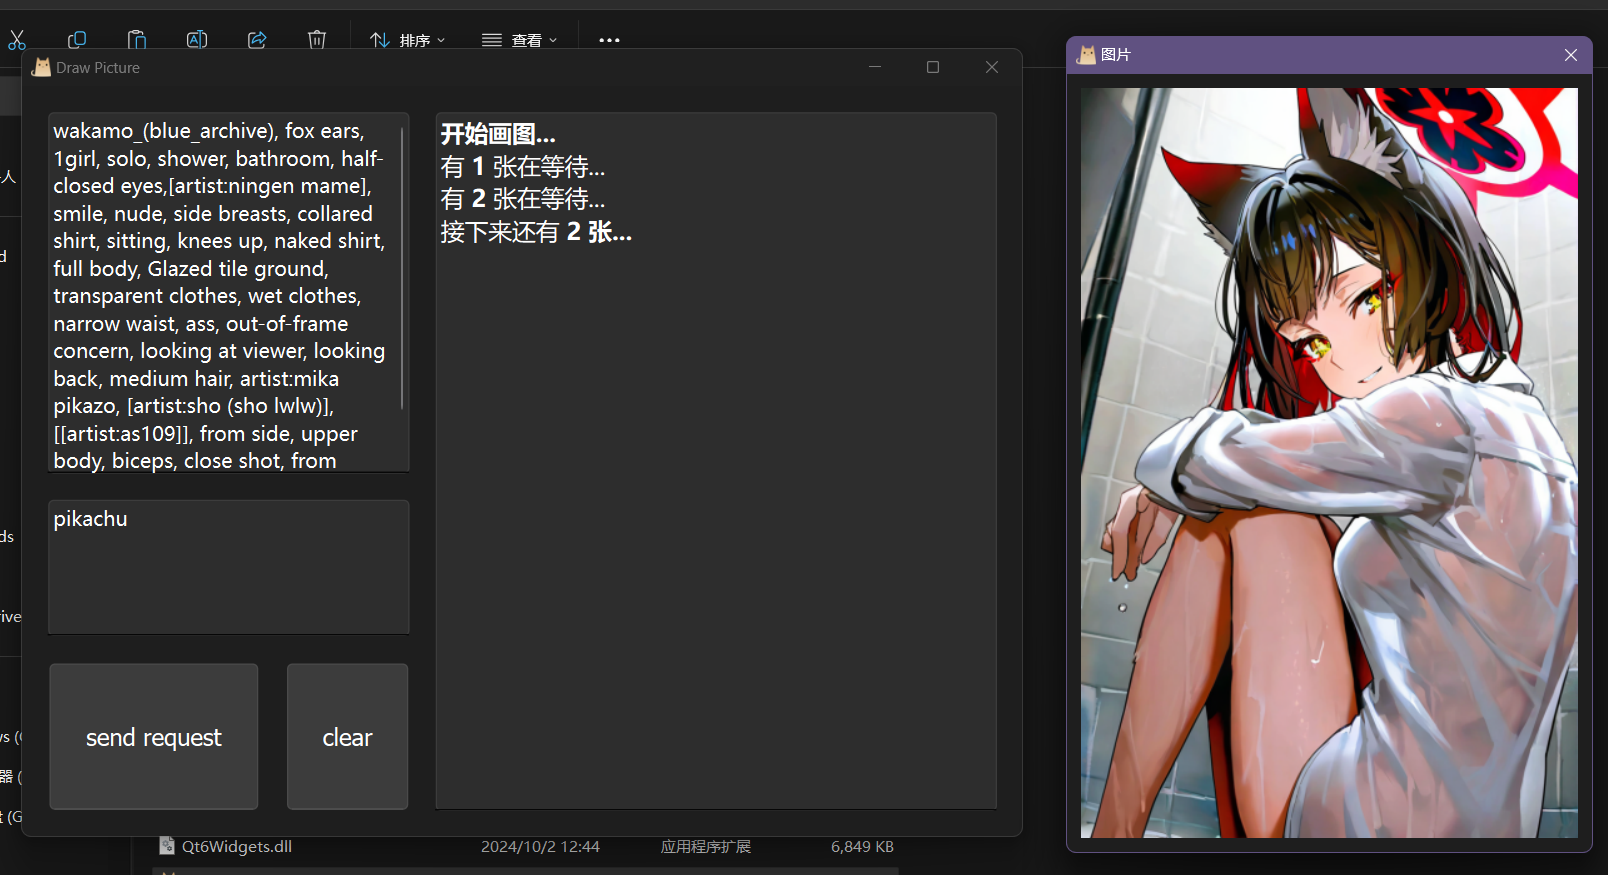 排序
查看
Draw Picture
图片
wakamo_(blue_archive), fox ears,
1girl, solo, shower, bathroom, half-
closed eyes,[artist:ningen mame],
smile, nude, side breasts, collared
shirt, sitting, knees up, naked shirt,
full body, Glazed tile ground,
transparent clothes, wet clothes,
narrow waist, ass, out-of-frame
concern, looking at viewer, looking
back, medium hair, artist:mika
pikazo, [artist:sho (sho lwlw)],
[[artist:as109]], from side, upper
body, biceps, close shot, from
开始画图...
有 1 张在等待...
有 2 张在等待...
接下来还有 2 张...
pikachu
send request
clear
人
d
ds
rive
vs (
器 (
(G
Qt6Widgets.dll
2024/10/2 12:44
应用程序扩展
6,849 KB